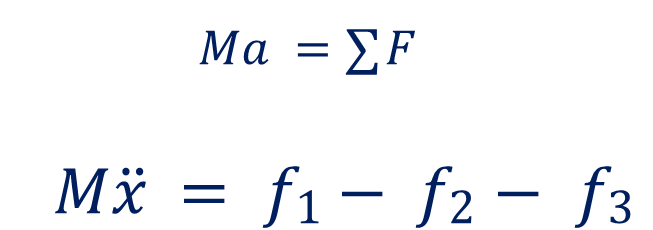 Ma = ∑F
Mẍ = f₁ − f₂ − f₃